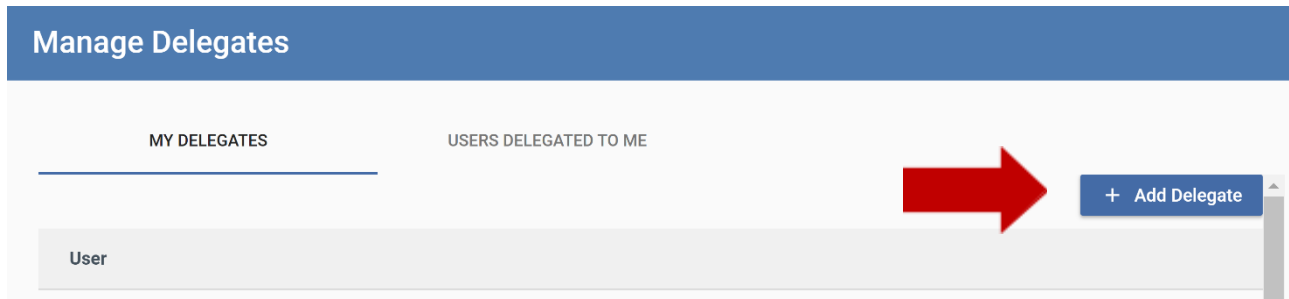 Manage Delegates
MY DELEGATES USERS DELEGATED TO ME
+ Add Delegate
User